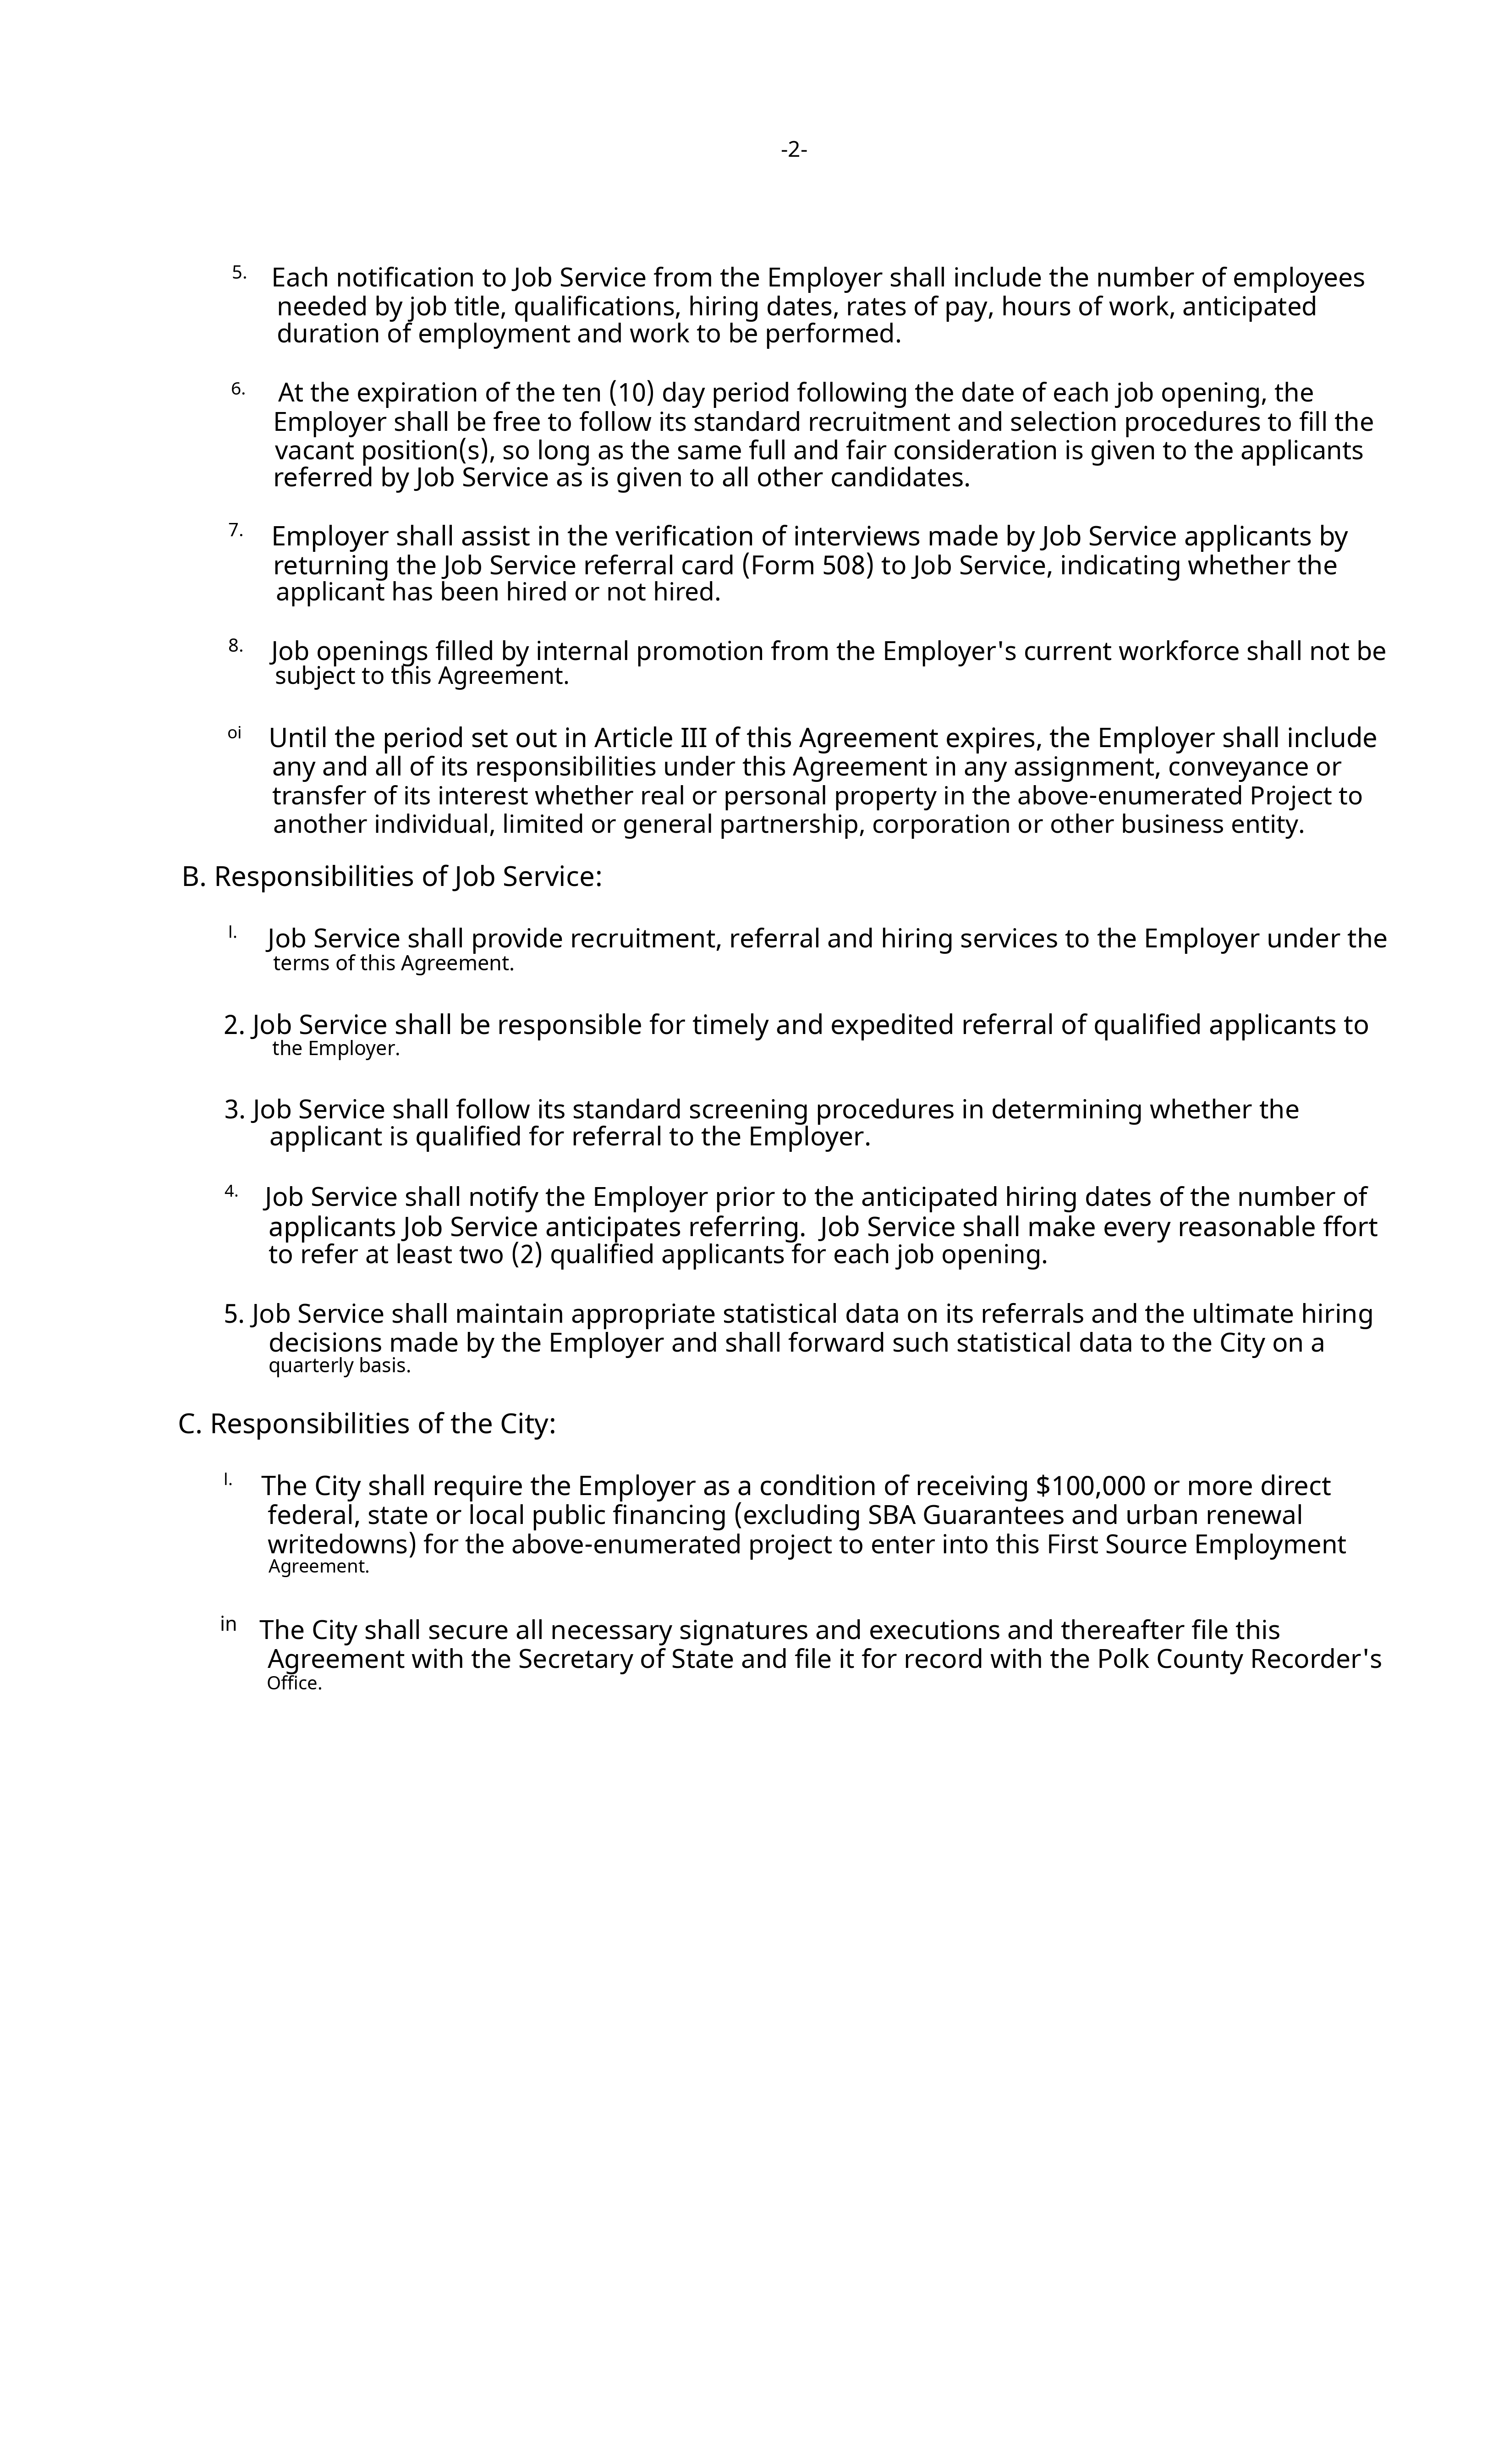 -2-
5. Each notification to Job Service from the Employer shall include the number of employees
needed by job title, qualifications, hiring dates, rates of pay, hours of work, anticipated
duration of employment and work to be performed.
6. At the expiration of the ten (10) day period following the date of each job opening, the
Employer shall be free to follow its standard recruitment and selection procedures to fill the
vacant position(s), so long as the same full and fair consideration is given to the applicants
referred by Job Service as is given to all other candidates.
7. Employer shall assist in the verification of interviews made by Job Service applicants by
returning the Job Service referral card (Form 508) to Job Service, indicating whether the
applicant has been hired or not hired.
8. Job openings filled by internal promotion from the Employer's current workforce shall not be
subject to this Agreement.
oi Until the period set out in Article III of this Agreement expires, the Employer shall include
any and all of its responsibilities under this Agreement in any assignment, conveyance or
transfer of its interest whether real or personal property in the above-enumerated Project to
another individual, limited or general partnership, corporation or other business entity.
B. Responsibilities of Job Service:
l. Job Service shall provide recruitment, referral and hiring services to the Employer under the
terms of this Agreement.
2. Job Service shall be responsible for timely and expedited referral of qualified applicants to
the Employer.
3. Job Service shall follow its standard screening procedures in determining whether the
applicant is qualified for referral to the Employer.
4. Job Service shall notify the Employer prior to the anticipated hiring dates of the number of
applicants Job Service anticipates referring. Job Service shall make every reasonable ffort
to refer at least two (2) qualified applicants for each job opening.
5. Job Service shall maintain appropriate statistical data on its referrals and the ultimate hiring
decisions made by the Employer and shall forward such statistical data to the City on a
quarterly basis.
C. Responsibilities of the City:
l. The City shall require the Employer as a condition of receiving $100,000 or more direct
federal, state or local public financing (excluding SBA Guarantees and urban renewal
writedowns) for the above-enumerated project to enter into this First Source Employment
Agreement.
in The City shall secure all necessary signatures and executions and thereafter file this
Agreement with the Secretary of State and file it for record with the Polk County Recorder's
Office.